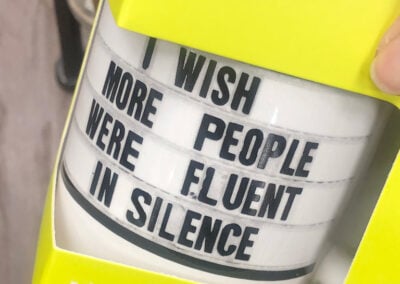 I WISH
MORE PEOPLE
WERE FLUENT
IN SILENCE